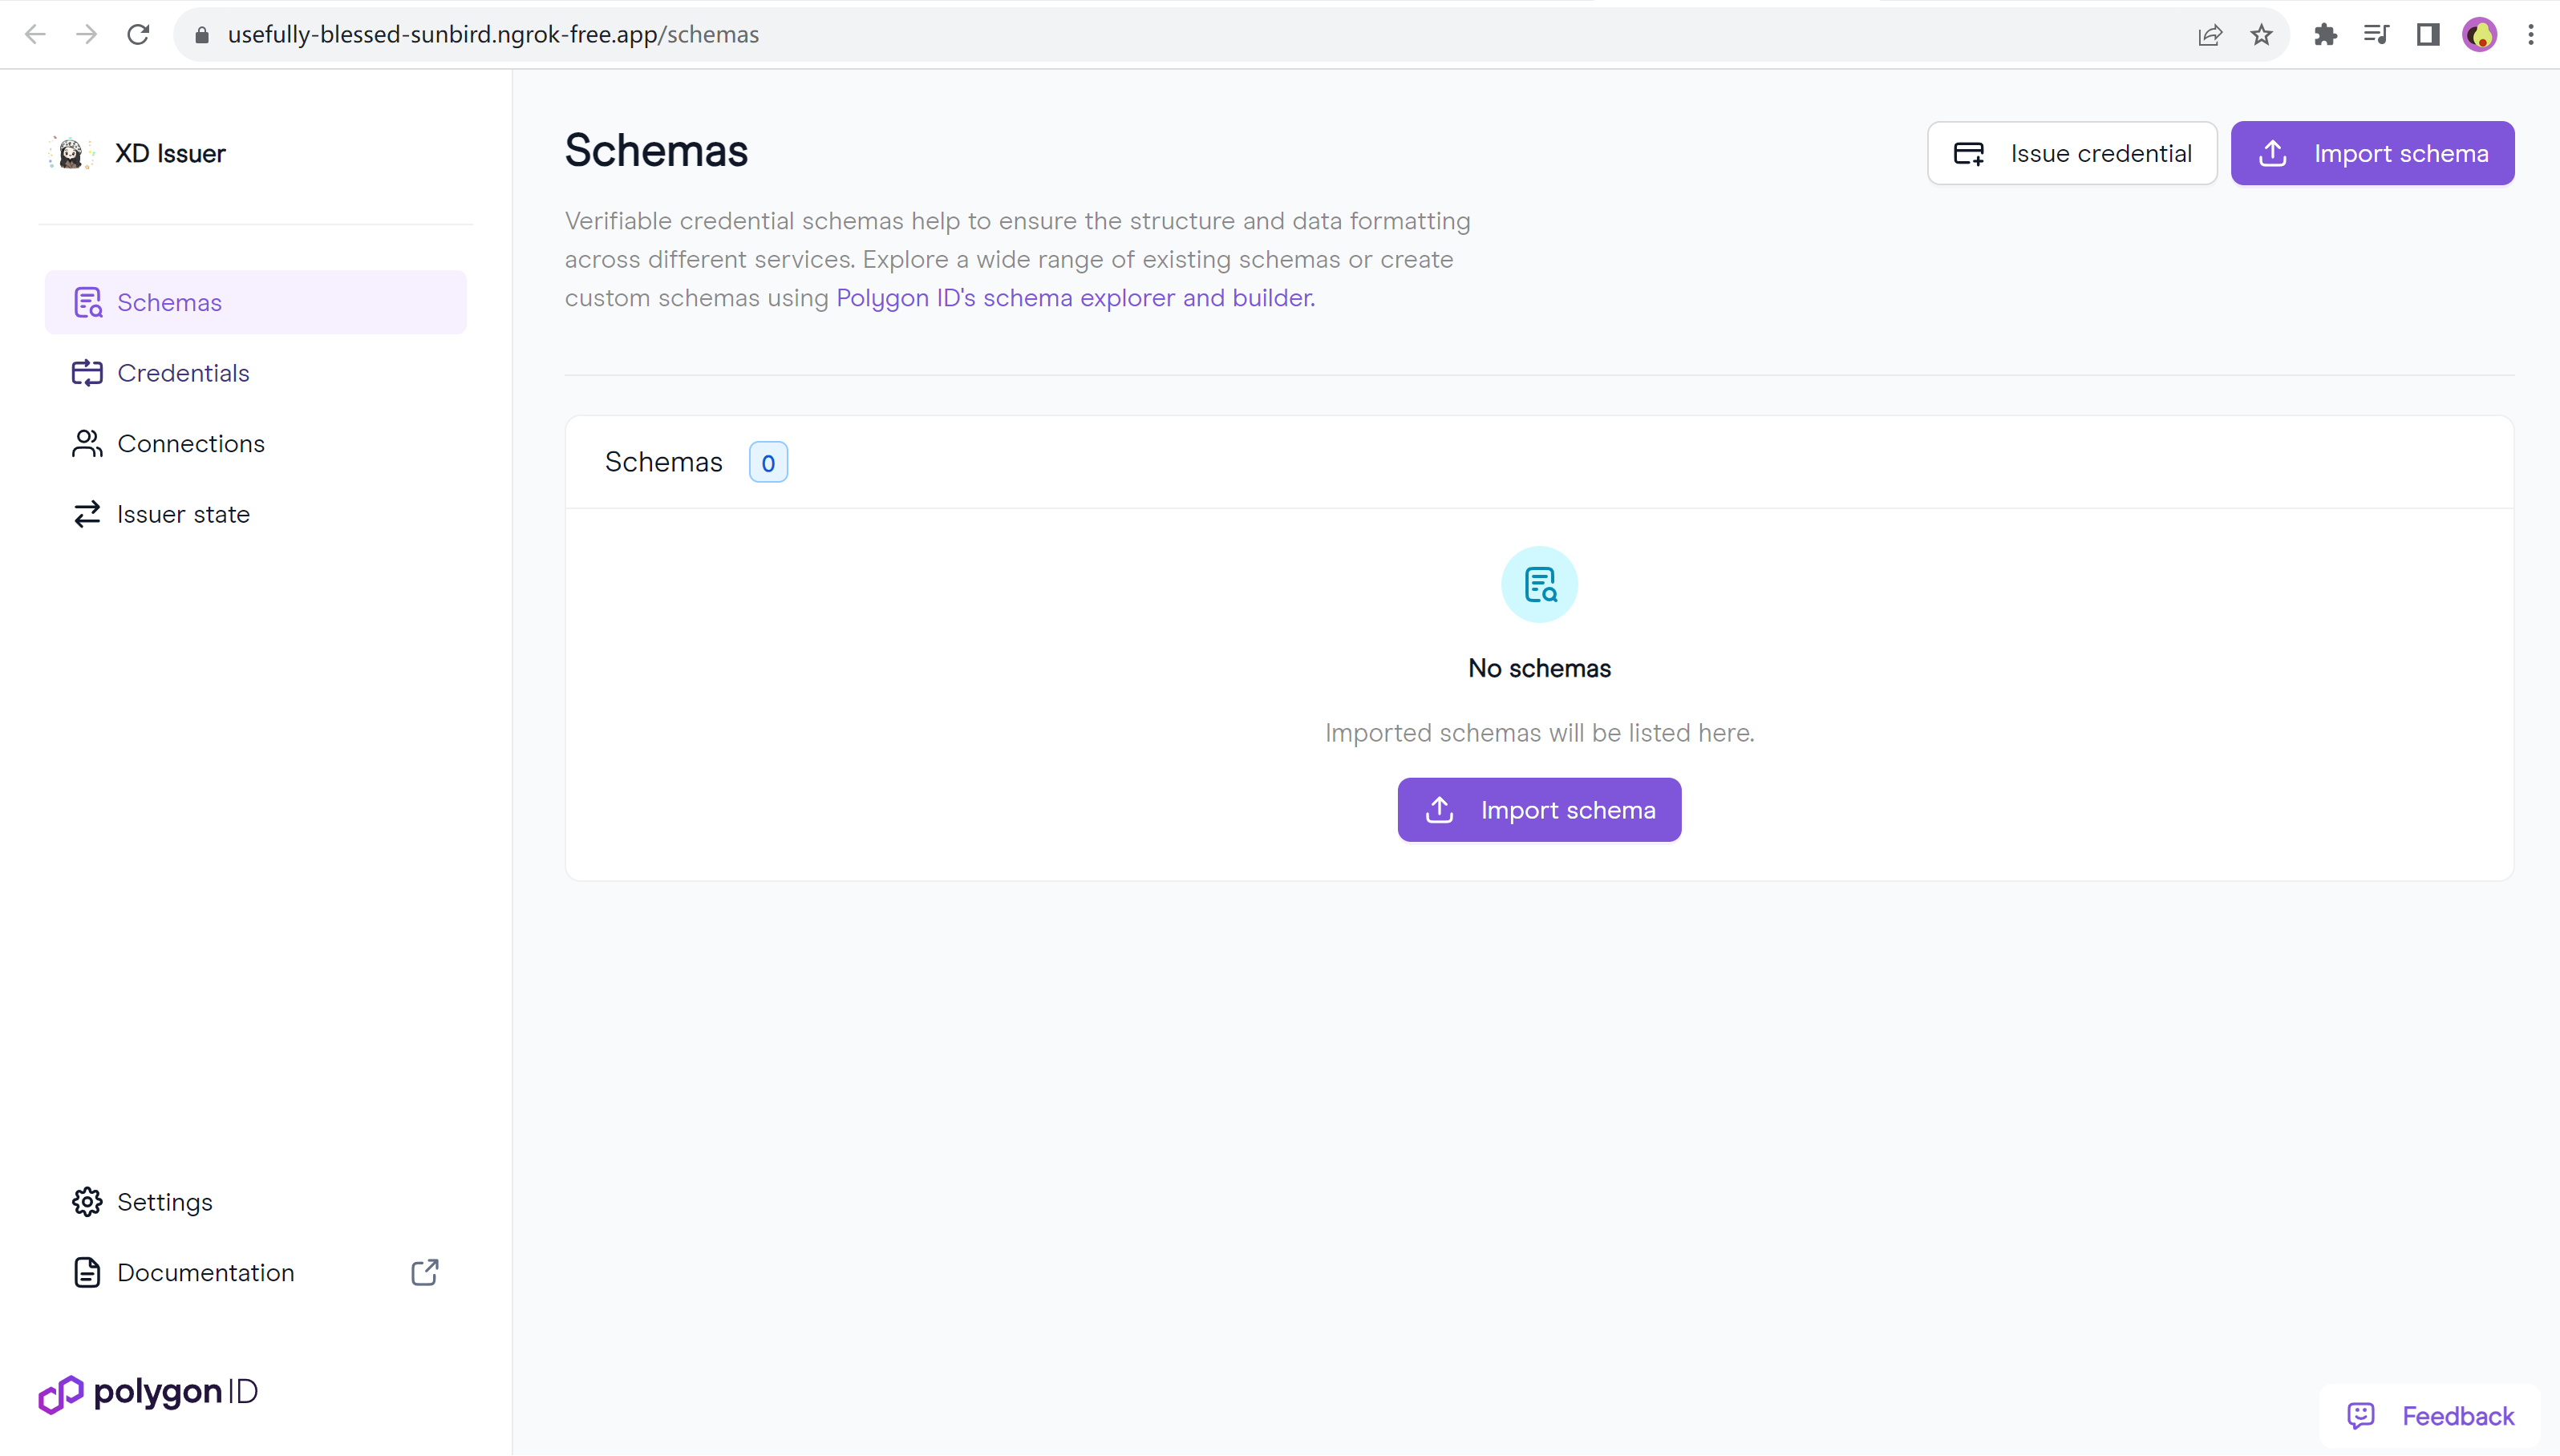 usefully-blessed-sunbird.ngrok-free.app/schemas
XD Issuer
Schemas
Credentials
Connections
Issuer state
Settings
Documentation
polygon ID
Schemas
Issue credential
Import schema
Verifiable credential schemas help to ensure the structure and data formatting
across different services. Explore a wide range of existing schemas or create
custom schemas using Polygon ID's schema explorer and builder.
Schemas 0
No schemas
Imported schemas will be listed here.
Import schema
Feedback